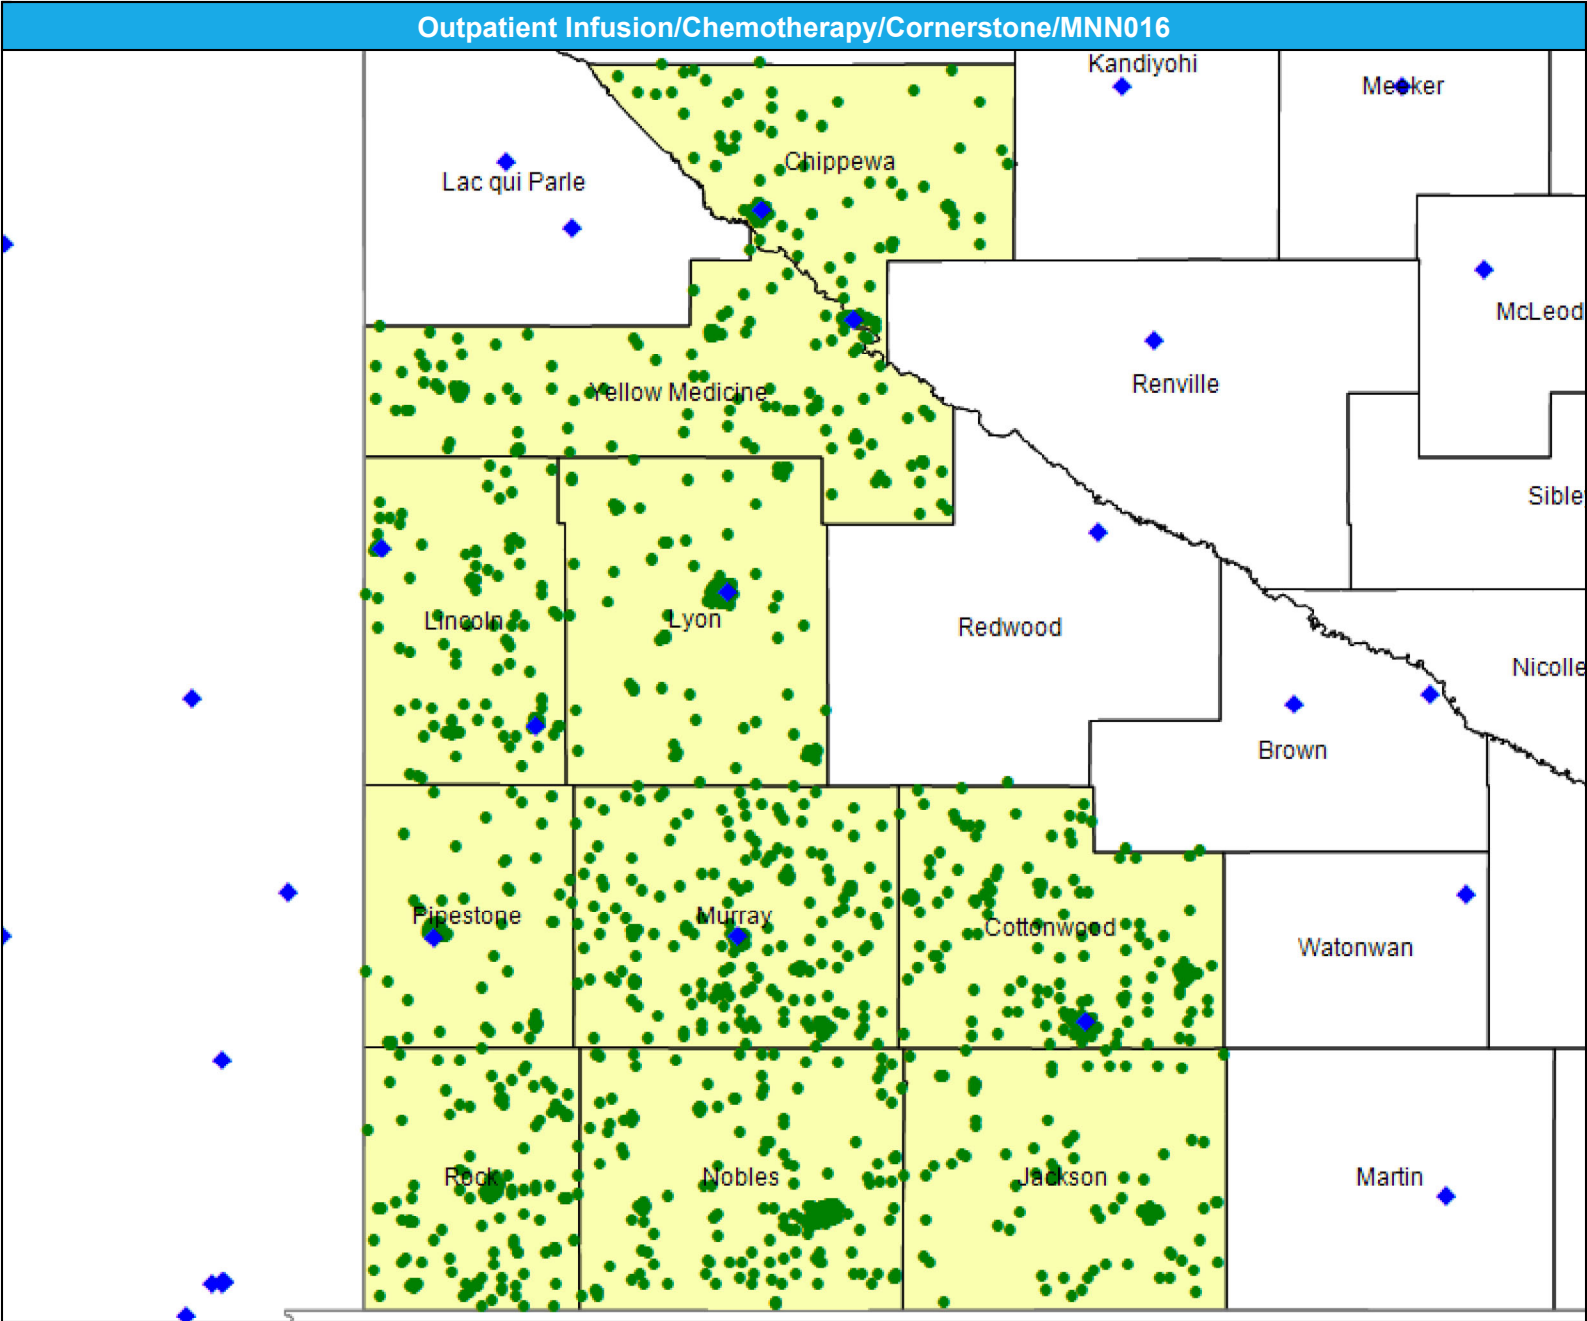 Outpatient Infusion/Chemotherapy/Cornerstone/MNN016
Kandiyohi
Meeker
Chippewa
Lac qui Parle
McLeod
Renville
Yellow Medicine
Sible
Lincoln
Lyon
Redwood
Nicolle
Brown
Pipestone
Murray
Cottonwood
Watonwan
Rock
Nobles
Jackson
Martin